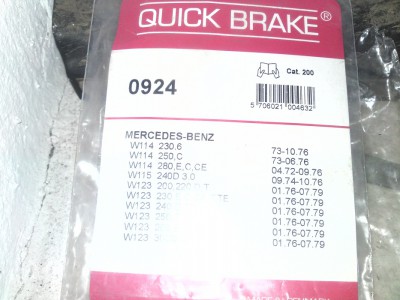 QUICK BRAKE®
0924
Cat. 200
5 706021 004632
MERCEDES-BENZ
W114 230,6 73-10.76
W114 250,C 73-06.76
W114 280,E,C,CE 04.72-09.76
W115 240D 3,0 09.74-10.76
W123 200,220 D,T 01.76-07.79
W123 230 TE 01.76-07.79
W123 01.76-07.79
W123 01.76-07.79
W123 01.76-07.79
W123 01.76-07.79